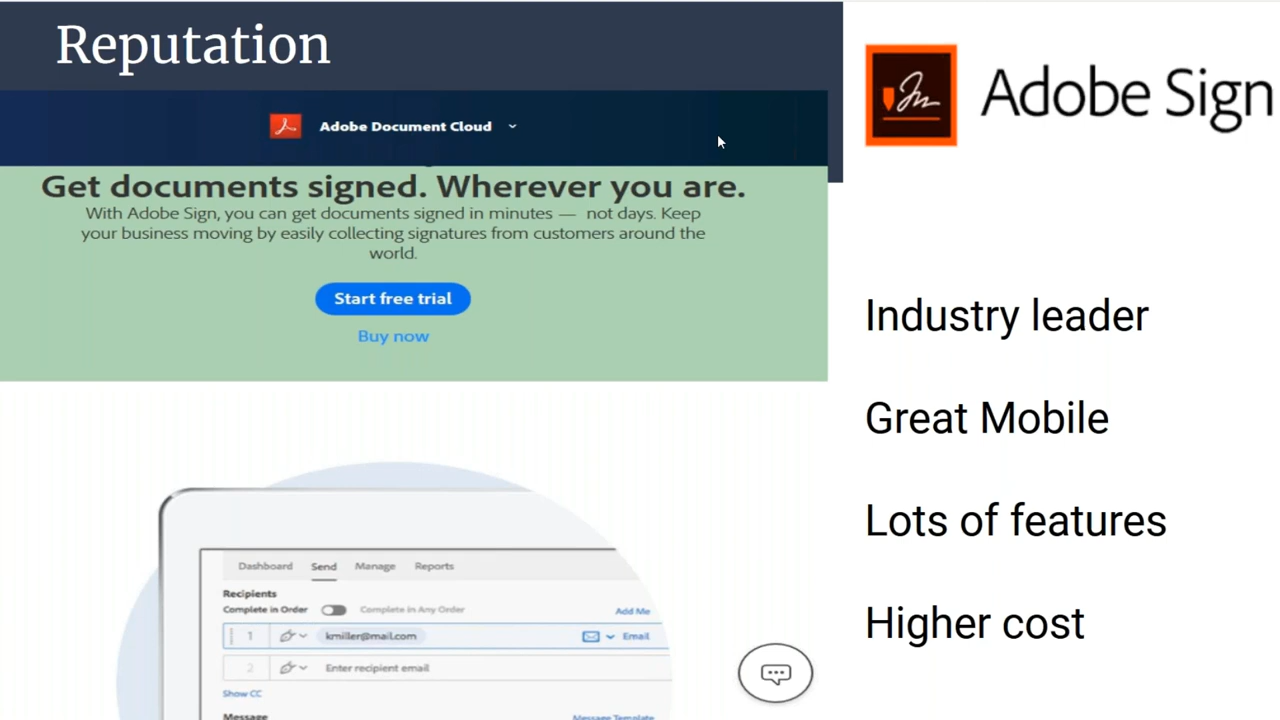 Reputation
Adobe Document Cloud
Get documents signed. Wherever you are.
With Adobe Sign, you can get documents signed in minutes — not days. Keep
your business moving by easily collecting signatures from customers around the
world.
Start free trial
Buy now
Dashboard Send Manage Reports
Recipients
Complete in Order Complete in Any Order
Add Me
1 kmiller@mail.com Email
2 Enter recipient email
Show CC
Message Message Template
Adobe Sign
Industry leader
Great Mobile
Lots of features
Higher cost